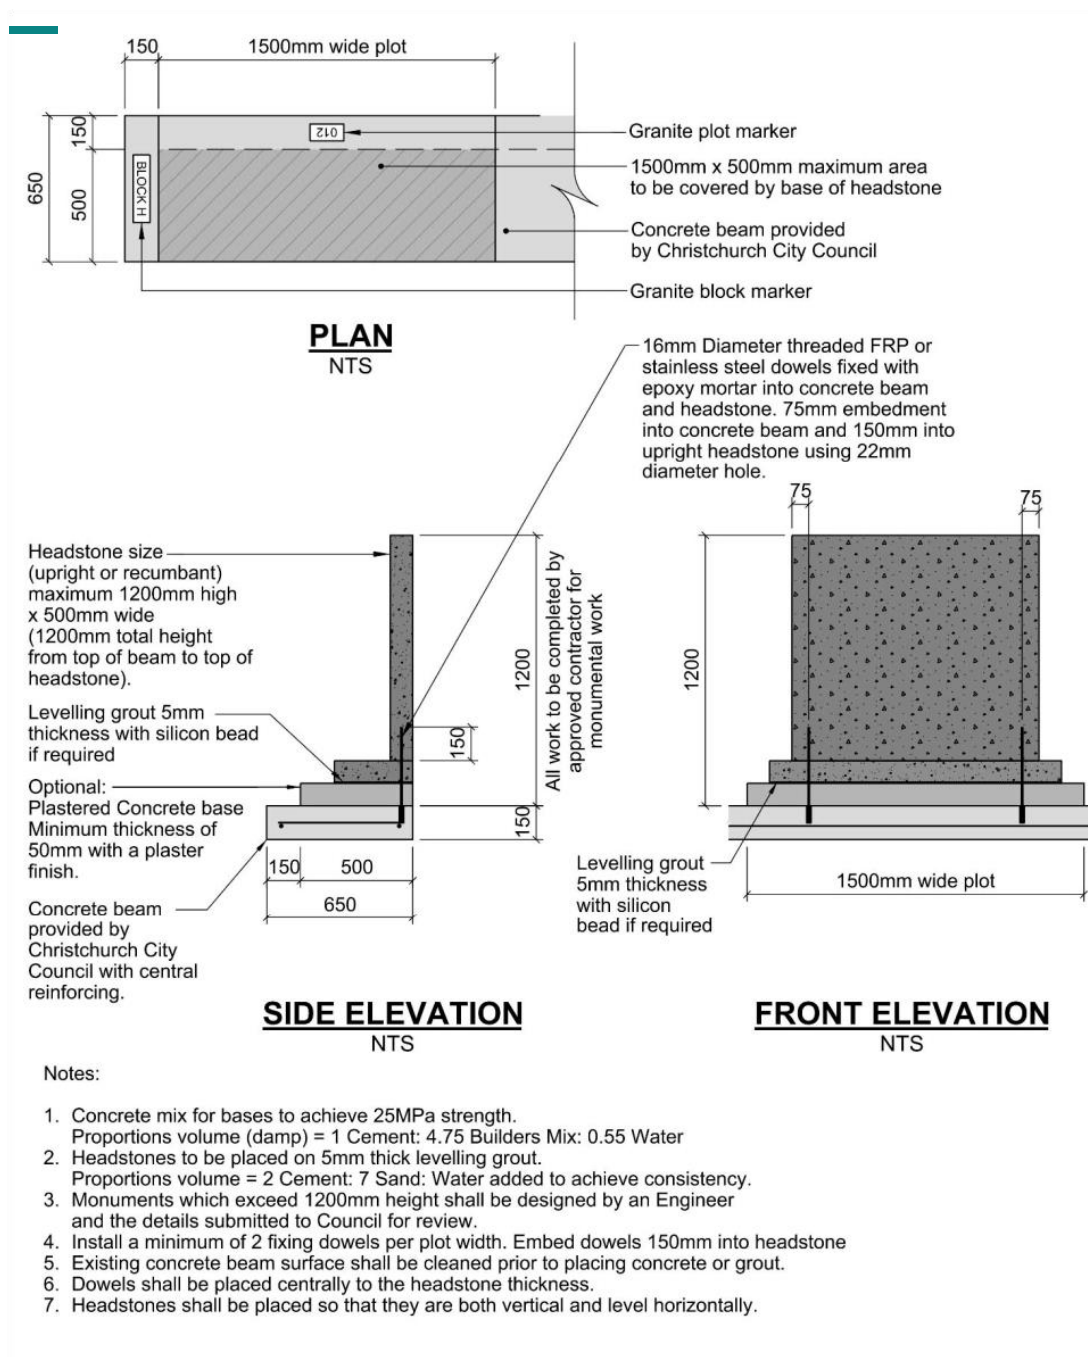 150
1500mm wide plot
650
150
500
012
BLOCK H
Granite plot marker
1500mm x 500mm maximum area
to be covered by base of headstone
Concrete beam provided
by Christchurch City Council
Granite block marker
PLAN
NTS
16mm Diameter threaded FRP or
stainless steel dowels fixed with
epoxy mortar into concrete beam
and headstone. 75mm embedment
into concrete beam and 150mm into
upright headstone using 22mm
diameter hole.
Headstone size
(upright or recumbant)
maximum 1200mm high
x 500mm wide
(1200mm total height
from top of beam to top of
headstone).
Levelling grout 5mm
thickness with silicon bead
if required
Optional:
Plastered Concrete base
Minimum thickness of
50mm with a plaster
finish.
Concrete beam
provided by
Christchurch City
Council with central
reinforcing.
150
1200
150
All work to be completed by
approved contractor for
monumental work
150
500
650
SIDE ELEVATION
NTS
75
75
1200
Levelling grout
5mm thickness
with silicon
bead if required
1500mm wide plot
FRONT ELEVATION
NTS
Notes:
1. Concrete mix for bases to achieve 25MPa strength.
Proportions volume (damp) = 1 Cement: 4.75 Builders Mix: 0.55 Water
2. Headstones to be placed on 5mm thick levelling grout.
Proportions volume = 2 Cement: 7 Sand: Water added to achieve consistency.
3. Monuments which exceed 1200mm height shall be designed by an Engineer
and the details submitted to Council for review.
4. Install a minimum of 2 fixing dowels per plot width. Embed dowels 150mm into headstone
5. Existing concrete beam surface shall be cleaned prior to placing concrete or grout.
6. Dowels shall be placed centrally to the headstone thickness.
7. Headstones shall be placed so that they are both vertical and level horizontally.